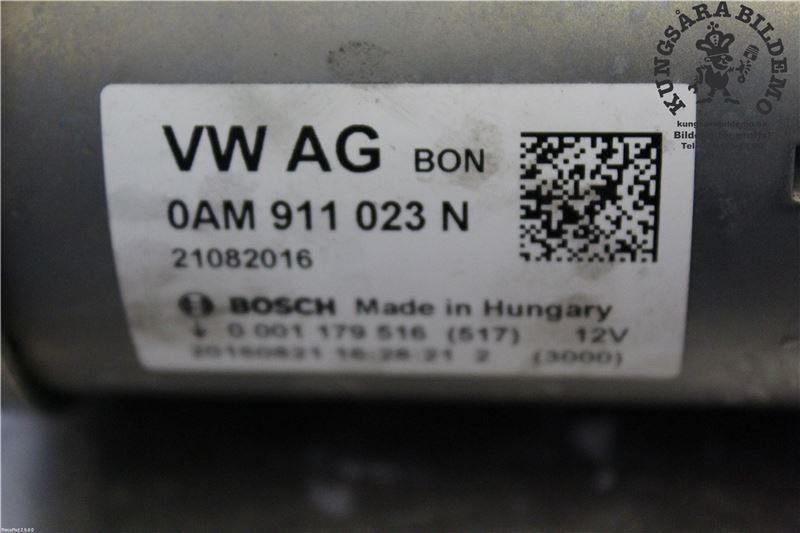 KUNGSÅRA BILDEMO
VW AG BON
0AM 911 023 N
21082016
BOSCH Made in Hungary
0 001 179 516 (517) 12V
20160821 16:28:21 2 (3000)